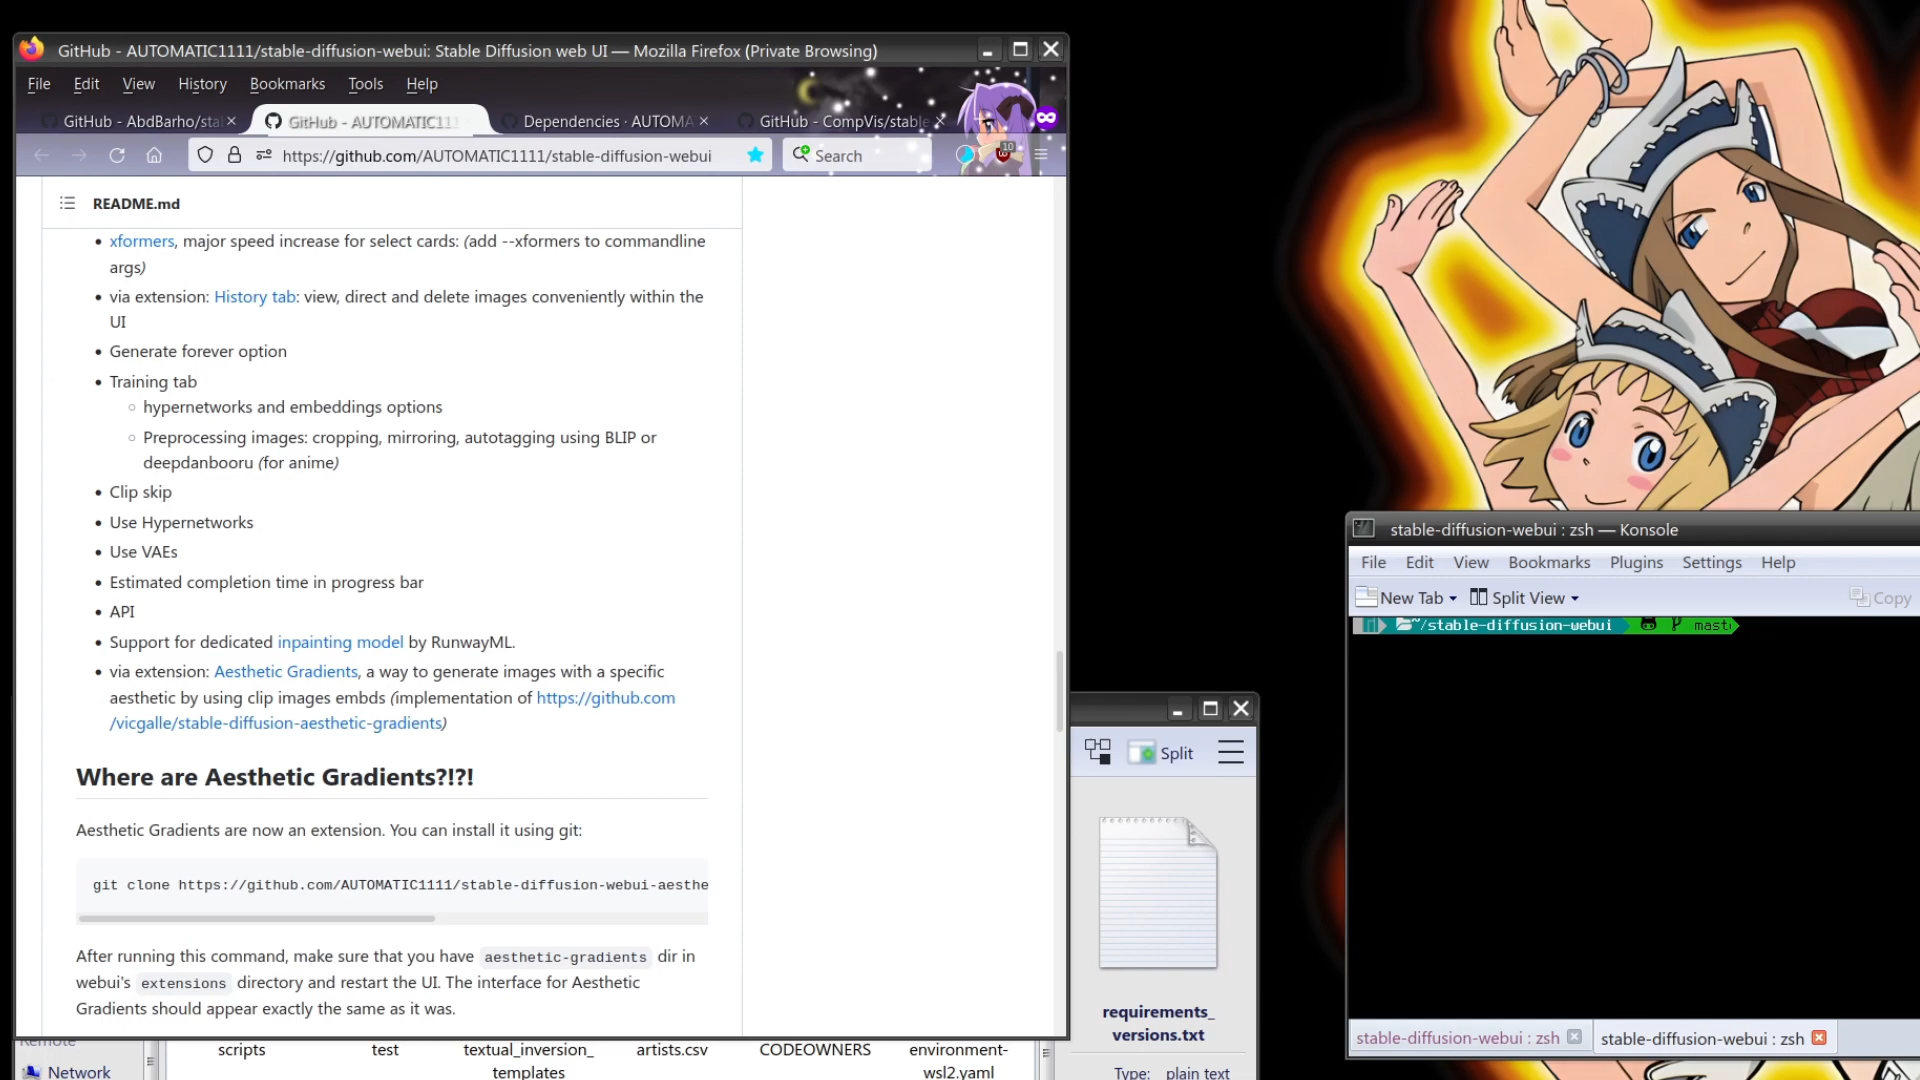 GitHub - AUTOMATIC1111/stable-diffusion-webui: Stable Diffusion web UI — Mozilla Firefox (Private Browsing)
File Edit View History Bookmarks Tools Help
GitHub - AbdBarho/sta
GitHub - AUTOMATIC111
Dependencies · AUTOMA
GitHub - CompVis/stable
https://github.com/AUTOMATIC1111/stable-diffusion-webui
Search
10
README.md
• xformers, major speed increase for select cards: (add --xformers to commandline
args)
• via extension: History tab: view, direct and delete images conveniently within the
UI
• Generate forever option
• Training tab
◦ hypernetworks and embeddings options
◦ Preprocessing images: cropping, mirroring, autotagging using BLIP or
deepdanbooru (for anime)
• Clip skip
• Use Hypernetworks
• Use VAEs
• Estimated completion time in progress bar
• API
• Support for dedicated inpainting model by RunwayML.
• via extension: Aesthetic Gradients, a way to generate images with a specific
aesthetic by using clip images embds (implementation of https://github.com
/vicgalle/stable-diffusion-aesthetic-gradients)
Where are Aesthetic Gradients?!?!
Aesthetic Gradients are now an extension. You can install it using git:
git clone https://github.com/AUTOMATIC1111/stable-diffusion-webui-aesthe
After running this command, make sure that you have aesthetic-gradients dir in
webui's extensions directory and restart the UI. The interface for Aesthetic
Gradients should appear exactly the same as it was.
Remote
Network
scripts
test
textual_inversion_
templates
artists.csv
CODEOWNERS
environment-
wsl2.yaml
Split
requirements_
versions.txt
Type: plain text
stable-diffusion-webui : zsh — Konsole
File Edit View Bookmarks Plugins Settings Help
New Tab Split View Copy
~/stable-diffusion-webui mast
stable-diffusion-webui : zsh
stable-diffusion-webui : zsh